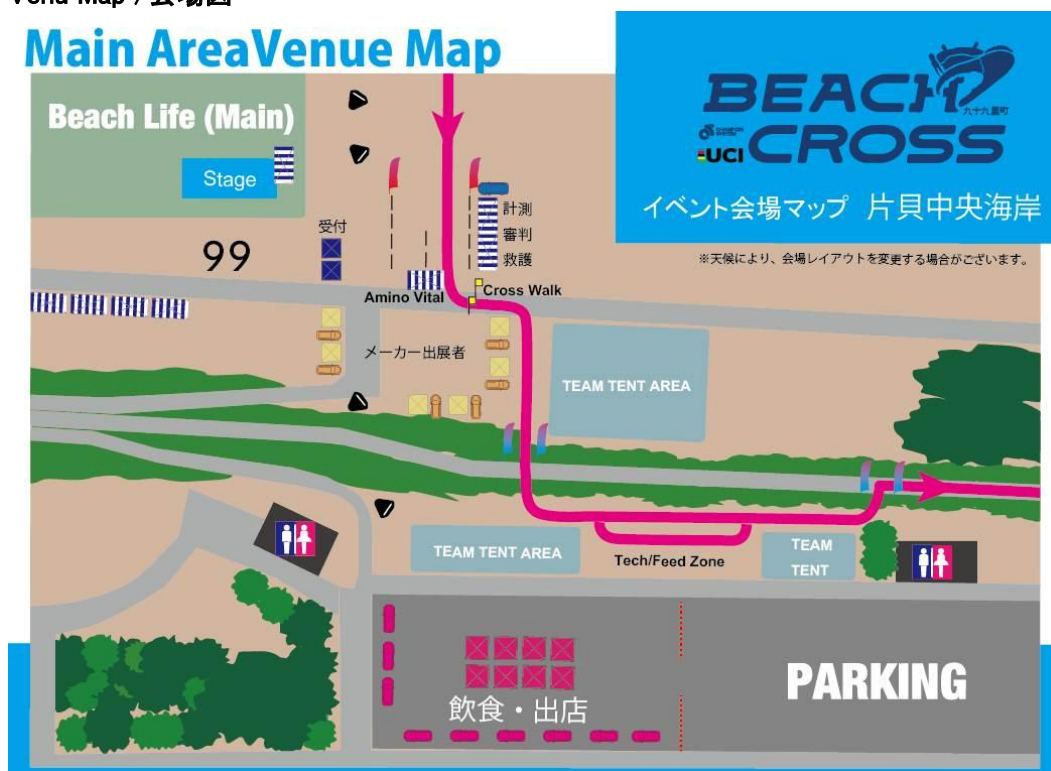 Venu Map / 会場図
Main AreaVenue Map
BEACH
九十九里町
UCI CROSS
イベント会場マップ 片貝中央海岸
※天候により、会場レイアウトを変更する場合がございます。
Beach Life (Main)
Stage
受付
計測
審判
救護
99
Amino Vital
Cross Walk
メーカー出展者
TEAM TENT AREA
TEAM TENT AREA
Tech/Feed Zone
TEAM
TENT
飲食・出店
PARKING